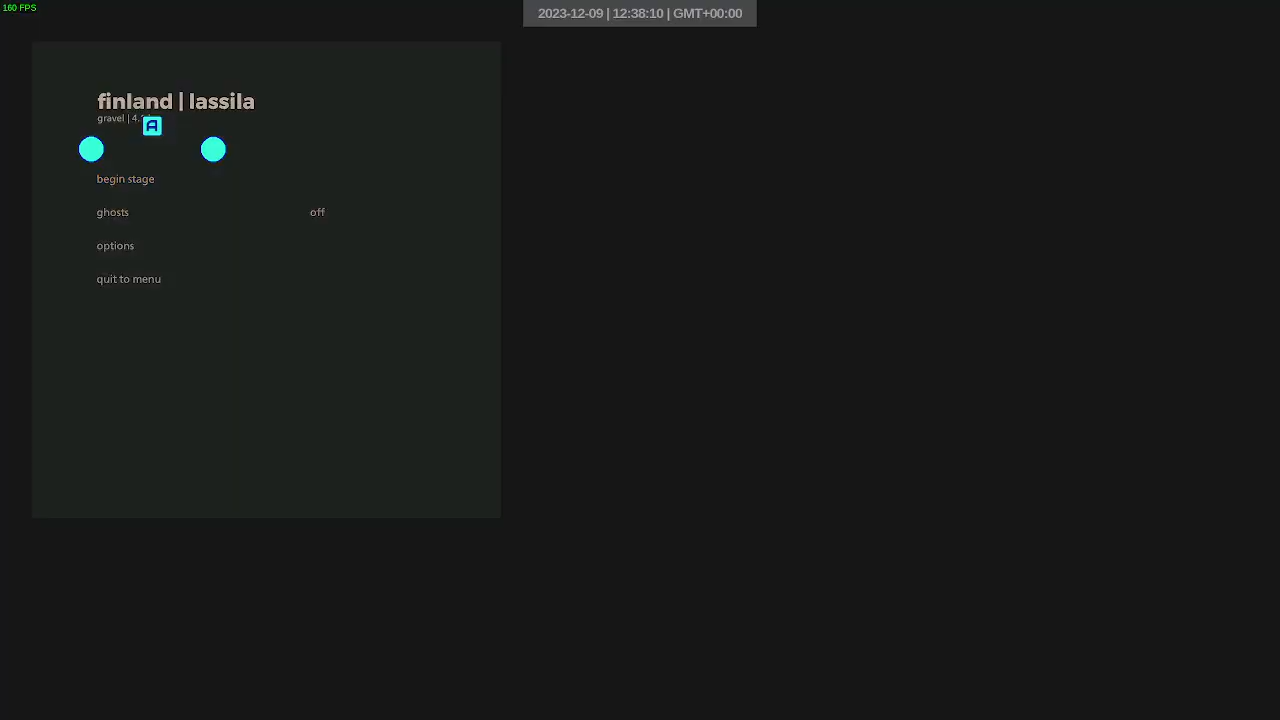 160 FPS
2023-12-09 | 12:38:10 | GMT+00:00
finland | lassila
gravel | 4.
A
begin stage
ghosts off
options
quit to menu